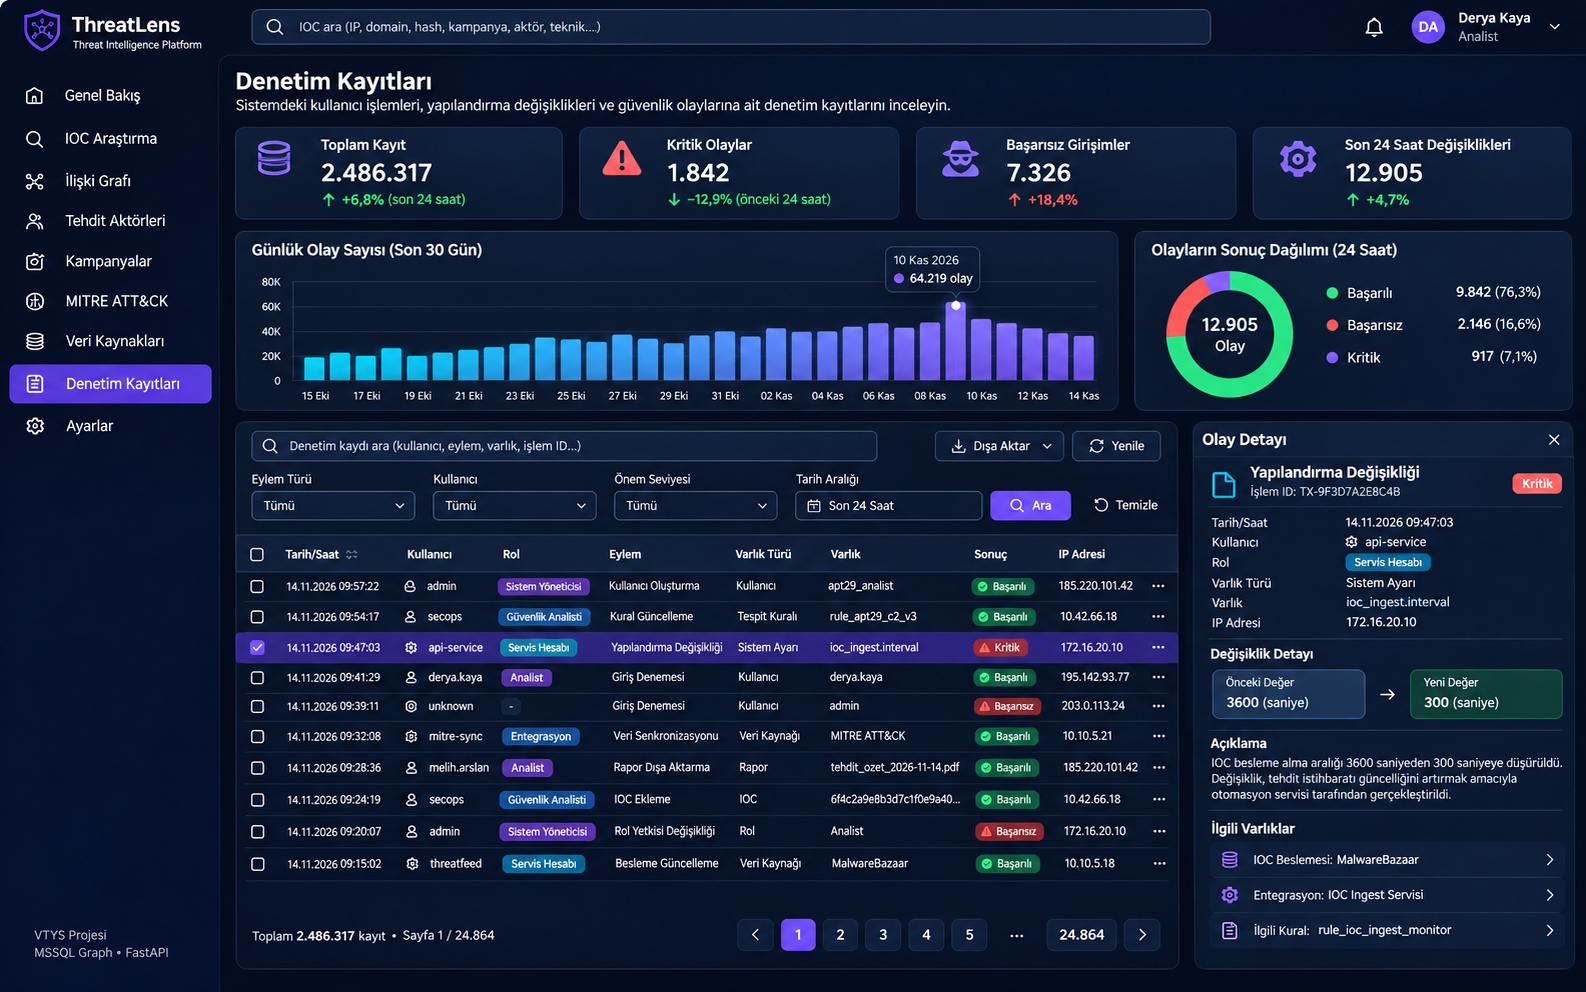 ThreatLens
Threat Intelligence Platform
IOC ara (IP, domain, hash, kampanya, aktör, teknik....)
DA
Derya Kaya
Analist
Genel Bakış
IOC Araştırma
İlişki Grafı
Tehdit Aktörleri
Kampanyalar
MITRE ATT&CK
Veri Kaynakları
Denetim Kayıtları
Ayarlar
VTYS Projesi
MSSQL Graph • FastAPI
Denetim Kayıtları
Sistemdeki kullanıcı işlemleri, yapılandırma değişiklikleri ve güvenlik olaylarına ait denetim kayıtlarını inceleyin.
Toplam Kayıt
2.486.317
↑ +6,8% (son 24 saat)
Kritik Olaylar
1.842
↓ −12,9% (önceki 24 saat)
Başarısız Girişimler
7.326
↑ +18,4%
Son 24 Saat Değişiklikleri
12.905
↑ +4,7%
Günlük Olay Sayısı (Son 30 Gün)
10 Kas 2026
64.219 olay
80K
60K
40K
20K
0
15 Eki 17 Eki 19 Eki 21 Eki 23 Eki 25 Eki 27 Eki 29 Eki 31 Eki 02 Kas 04 Kas 06 Kas 08 Kas 10 Kas 12 Kas 14 Kas
Olayların Sonuç Dağılımı (24 Saat)
12.905
Olay
Başarılı 9.842 (76,3%)
Başarısız 2.146 (16,6%)
Kritik 917 (7,1%)
Denetim kaydı ara (kullanıcı, eylem, varlık, işlem ID...)
Dışa Aktar
Yenile
Eylem Türü Kullanıcı Önem Seviyesi Tarih Aralığı
Tümü Tümü Tümü Son 24 Saat Ara Temizle
Tarih/Saat Kullanıcı Rol Eylem Varlık Türü Varlık Sonuç IP Adresi
14.11.2026 09:57:22 admin Sistem Yöneticisi Kullanıcı Oluşturma Kullanıcı apt29_analist Başarılı 185.220.101.42 ...
14.11.2026 09:54:17 secops Güvenlik Analisti Kural Güncelleme Tespit Kuralı rule_apt29_c2_v3 Başarılı 10.42.66.18 ...
14.11.2026 09:47:03 api-service Servis Hesabı Yapılandırma Değişikliği Sistem Ayarı ioc_ingest.interval Kritik 172.16.20.10 ...
14.11.2026 09:41:29 derya.kaya Analist Giriş Denemesi Kullanıcı derya.kaya Başarılı 195.142.93.77 ...
14.11.2026 09:39:11 unknown - Giriş Denemesi Kullanıcı admin Başarısız 203.0.113.24 ...
14.11.2026 09:32:08 mitre-sync Entegrasyon Veri Senkronizasyonu Veri Kaynağı MITRE ATT&CK Başarılı 10.10.5.21 ...
14.11.2026 09:28:36 melih.arslan Analist Rapor Dışa Aktarma Rapor tehdit_ozet_2026-11-14.pdf Başarılı 185.220.101.42 ...
14.11.2026 09:24:19 secops Güvenlik Analisti IOC Ekleme IOC 6f4c2a9e8b3d7c1f0e9a40... Başarılı 10.42.66.18 ...
14.11.2026 09:20:07 admin Sistem Yöneticisi Rol Yetkisi Değişikliği Rol Analist Başarısız 172.16.20.10 ...
14.11.2026 09:15:02 threatfeed Servis Hesabı Besleme Güncelleme Veri Kaynağı MalwareBazaar Başarılı 10.10.5.18 ...
Toplam 2.486.317 kayıt • Sayfa 1 / 24.864
1 2 3 4 5 ... 24.864
Olay Detayı
Yapılandırma Değişikliği
İşlem ID: TX-9F3D7A2E8C4B
Kritik
Tarih/Saat 14.11.2026 09:47:03
Kullanıcı api-service
Rol Servis Hesabı
Varlık Türü Sistem Ayarı
Varlık ioc_ingest.interval
IP Adresi 172.16.20.10
Değişiklik Detayı
Önceki Değer
3600 (saniye)
→
Yeni Değer
300 (saniye)
Açıklama
IOC besleme alma aralığı 3600 saniyeden 300 saniyeye düşürüldü.
Değişiklik, tehdit istihbaratı güncelliğini artırmak amacıyla
otomasyon servisi tarafından gerçekleştirildi.
İlgili Varlıklar
IOC Beslemesi: MalwareBazaar
Entegrasyon: IOC Ingest Servisi
İlgili Kural: rule_ioc_ingest_monitor